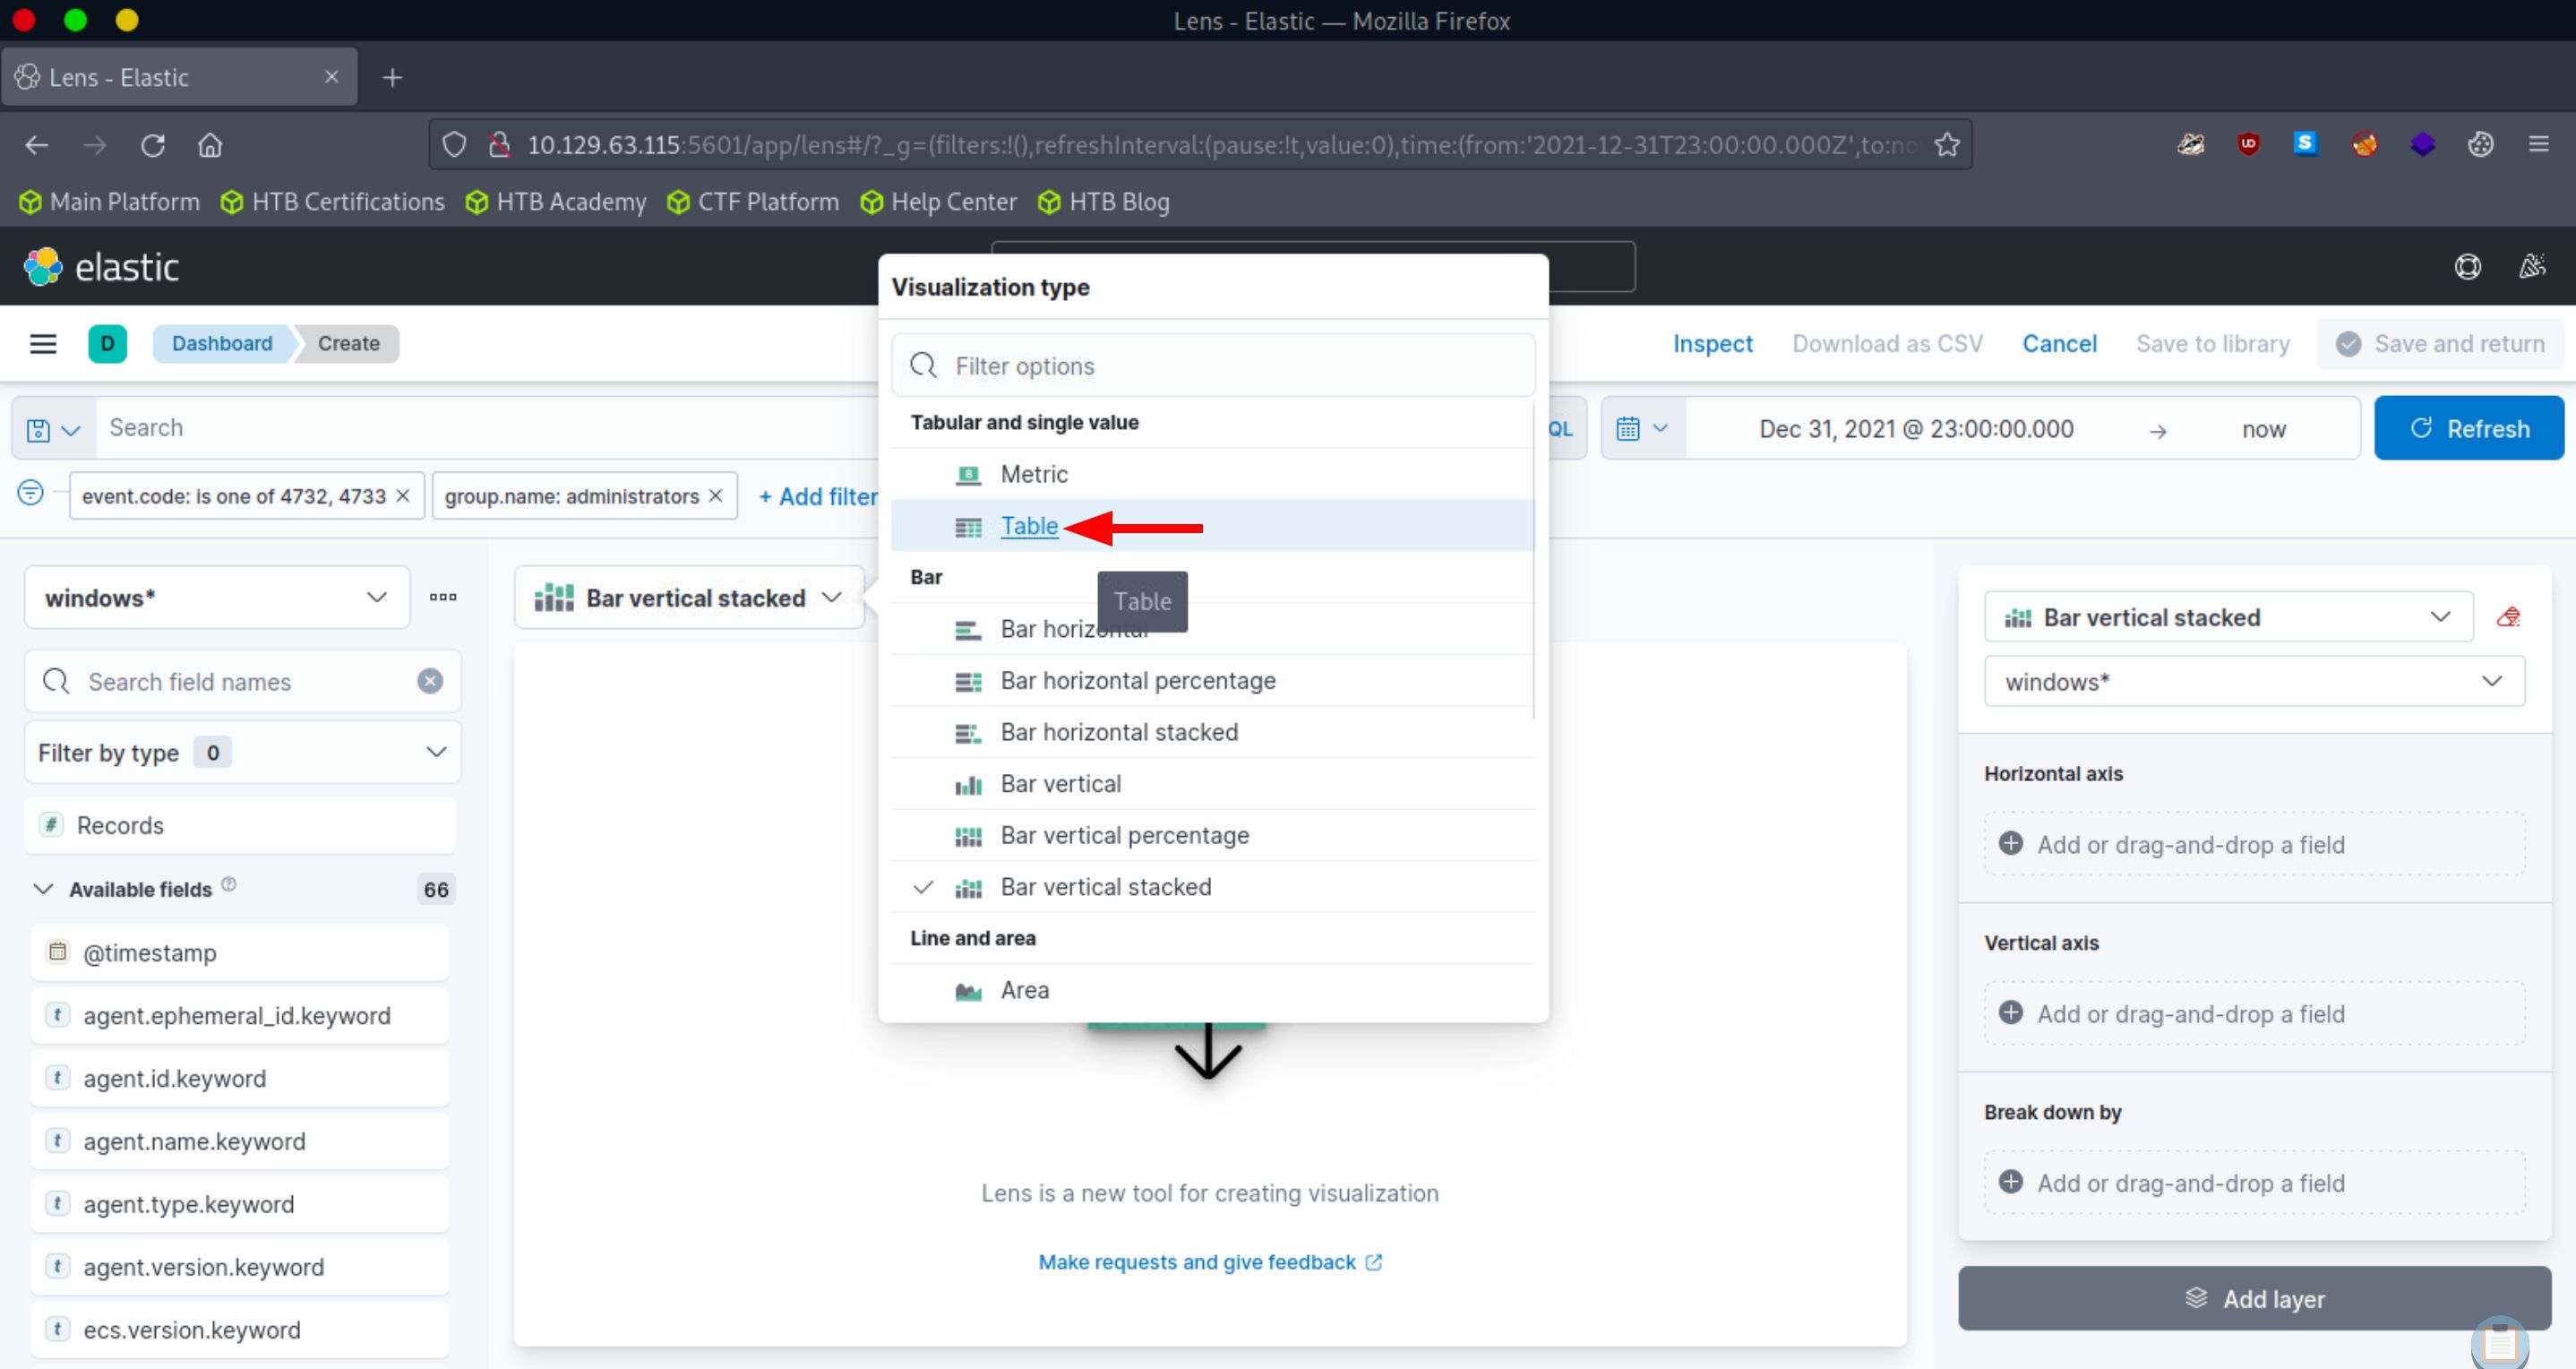 Lens - Elastic — Mozilla Firefox
Lens - Elastic
10.129.63.115:5601/app/lens#/?_g=(filters:!(),refreshInterval:(pause:!t,value:0),time:(from:'2021-12-31T23:00:00.000Z',to:no
Main Platform HTB Certifications HTB Academy CTF Platform Help Center HTB Blog
elastic
D Dashboard Create Inspect Download as CSV Cancel Save to library Save and return
Search QL Dec 31, 2021 @ 23:00:00.000 → now Refresh
event.code: is one of 4732, 4733 group.name: administrators + Add filter
Visualization type
Filter options
Tabular and single value
Metric
Table
Bar
Table
Bar horizontal
Bar horizontal percentage
Bar horizontal stacked
Bar vertical
Bar vertical percentage
Bar vertical stacked
Line and area
Area
windows*
Search field names
Filter by type 0
# Records
Available fields 66
@timestamp
t agent.ephemeral_id.keyword
t agent.id.keyword
t agent.name.keyword
t agent.type.keyword
t agent.version.keyword
t ecs.version.keyword
Bar vertical stacked
Lens is a new tool for creating visualization
Make requests and give feedback
Bar vertical stacked
windows*
Horizontal axis
Add or drag-and-drop a field
Vertical axis
Add or drag-and-drop a field
Break down by
Add or drag-and-drop a field
Add layer